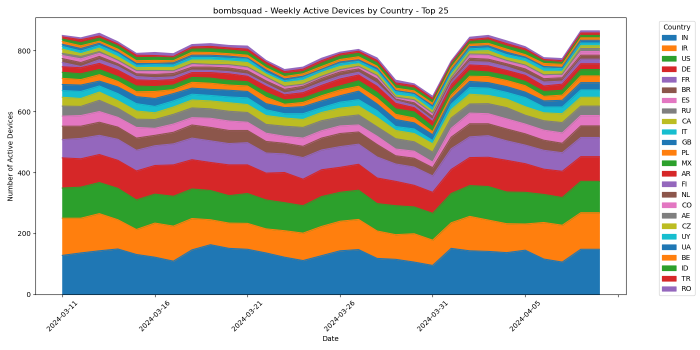 bombsquad - Weekly Active Devices by Country - Top 25
Number of Active Devices
800
600
400
200
0
2024-03-11
2024-03-16
2024-03-21
2024-03-26
2024-03-31
2024-04-05
Date
Country
IN
IR
US
DE
FR
BR
ES
RU
CA
IT
GB
PL
MX
AR
FI
NL
CO
AE
CZ
UY
UA
BE
ID
TR
RO